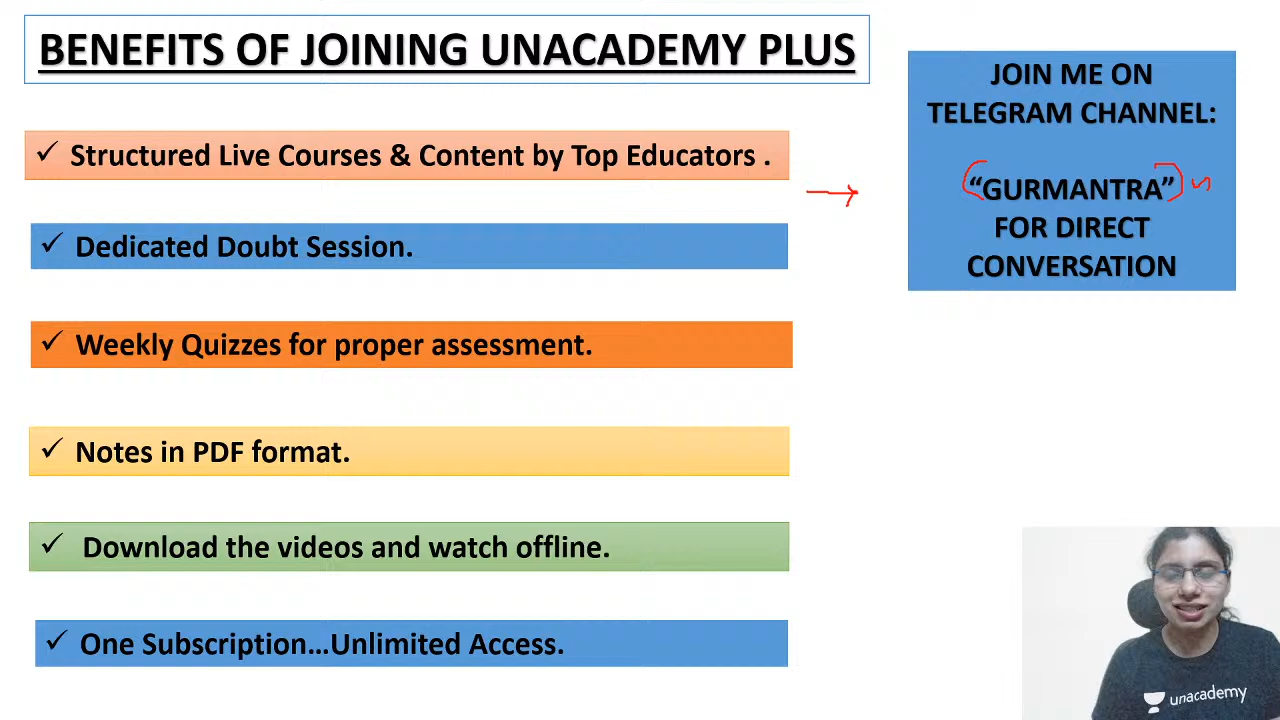 BENEFITS OF JOINING UNACADEMY PLUS
✓ Structured Live Courses & Content by Top Educators .
✓ Dedicated Doubt Session.
✓ Weekly Quizzes for proper assessment.
✓ Notes in PDF format.
✓ Download the videos and watch offline.
✓ One Subscription...Unlimited Access.
JOIN ME ON
TELEGRAM CHANNEL:
“GURMANTRA”
FOR DIRECT
CONVERSATION
unacademy